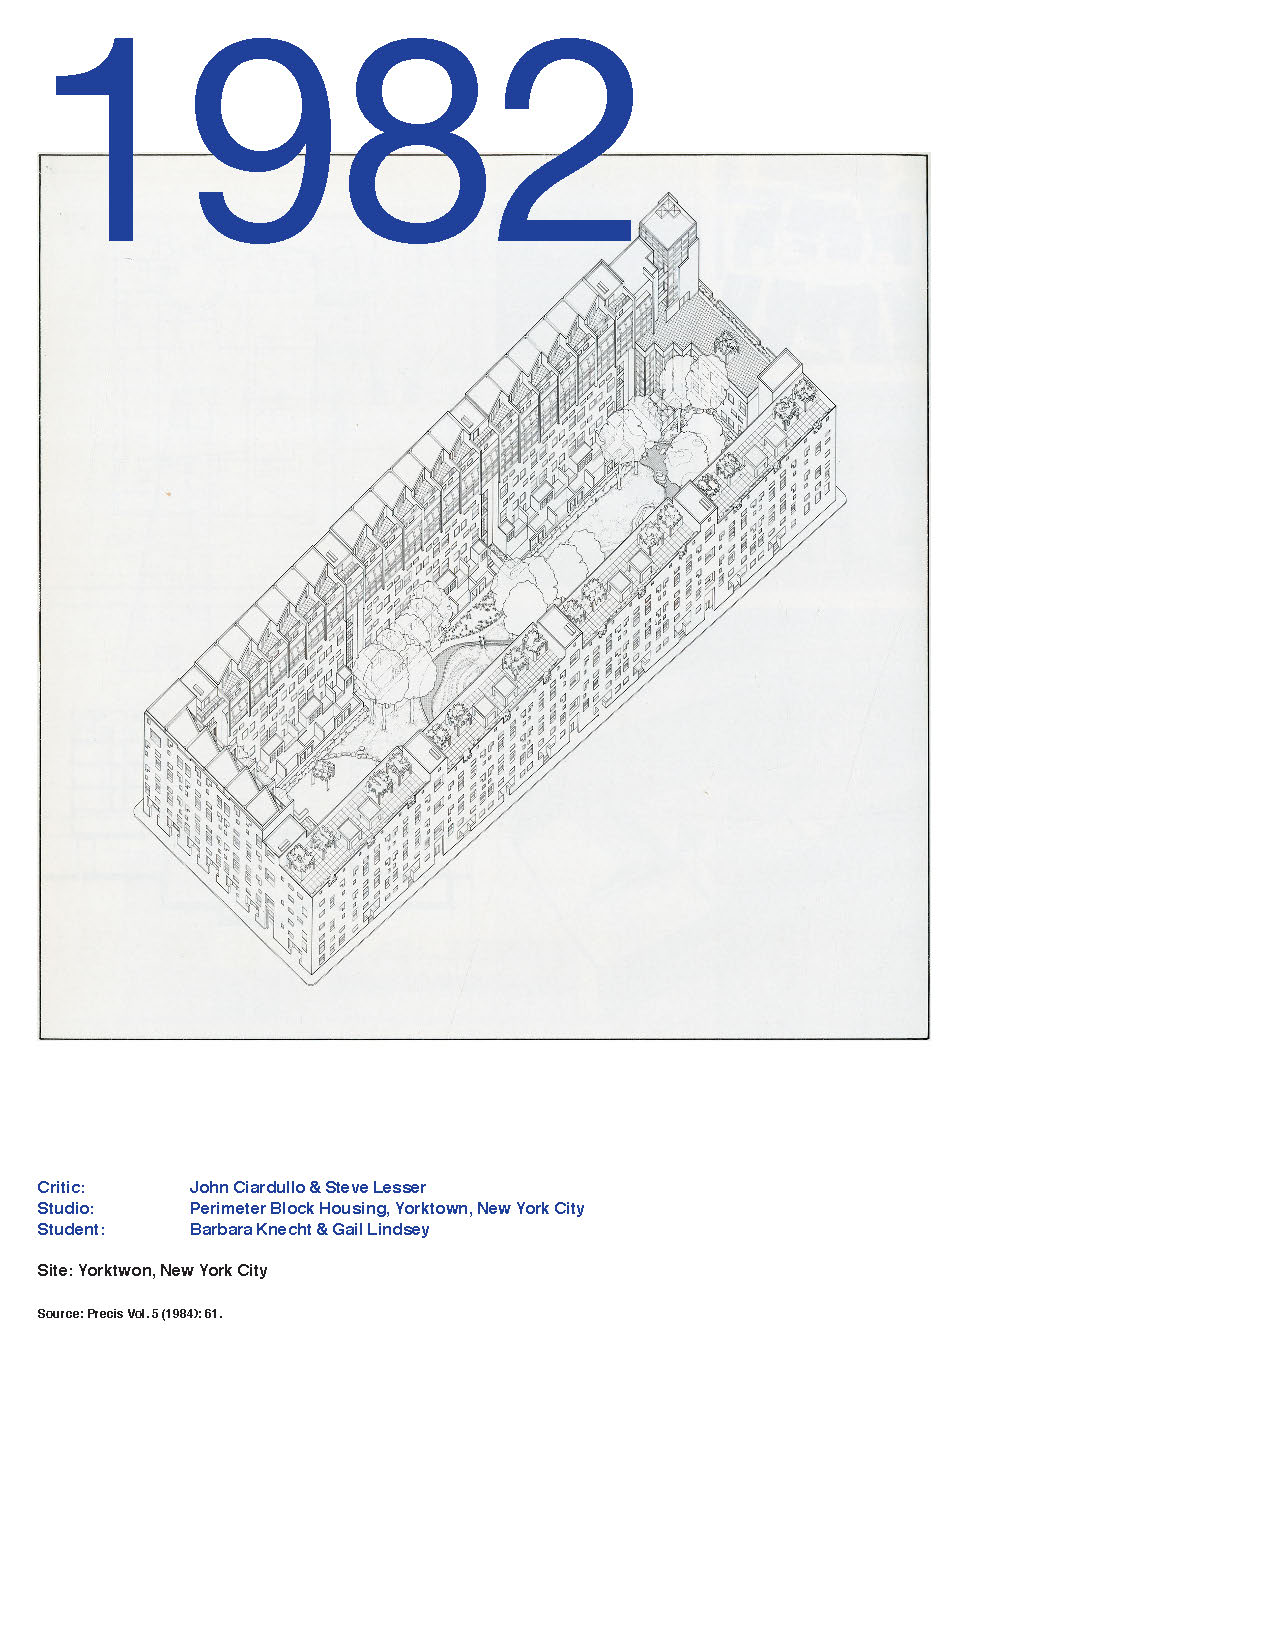 1982
Critic: John Ciardullo & Steve Lesser
Studio: Perimeter Block Housing, Yorktown, New York City
Student: Barbara Knecht & Gail Lindsey
Site: Yorktwon, New York City
Source: Precis Vol. 5 (1984): 61.